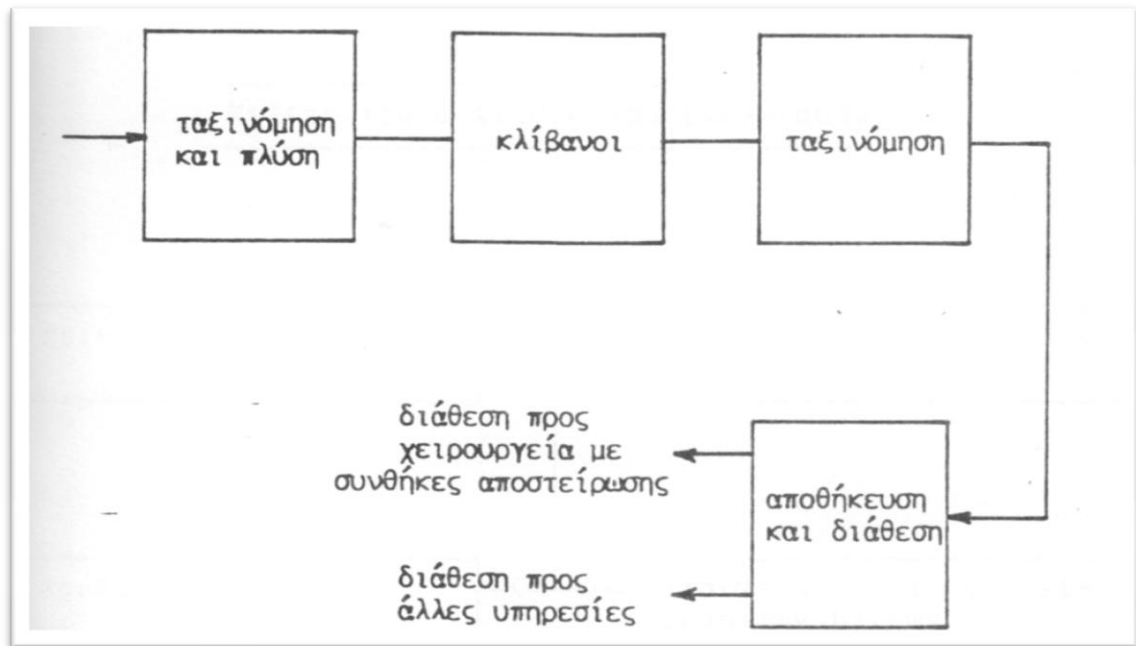 ταξινόμηση
και πλύση
κλίβανοι
ταξινόμηση
διάθεση προς
χειρουργεία με
συνθήκες αποστείρωσης
αποθήκευση
και διάθεση
διάθεση προς
άλλες υπηρεσίες